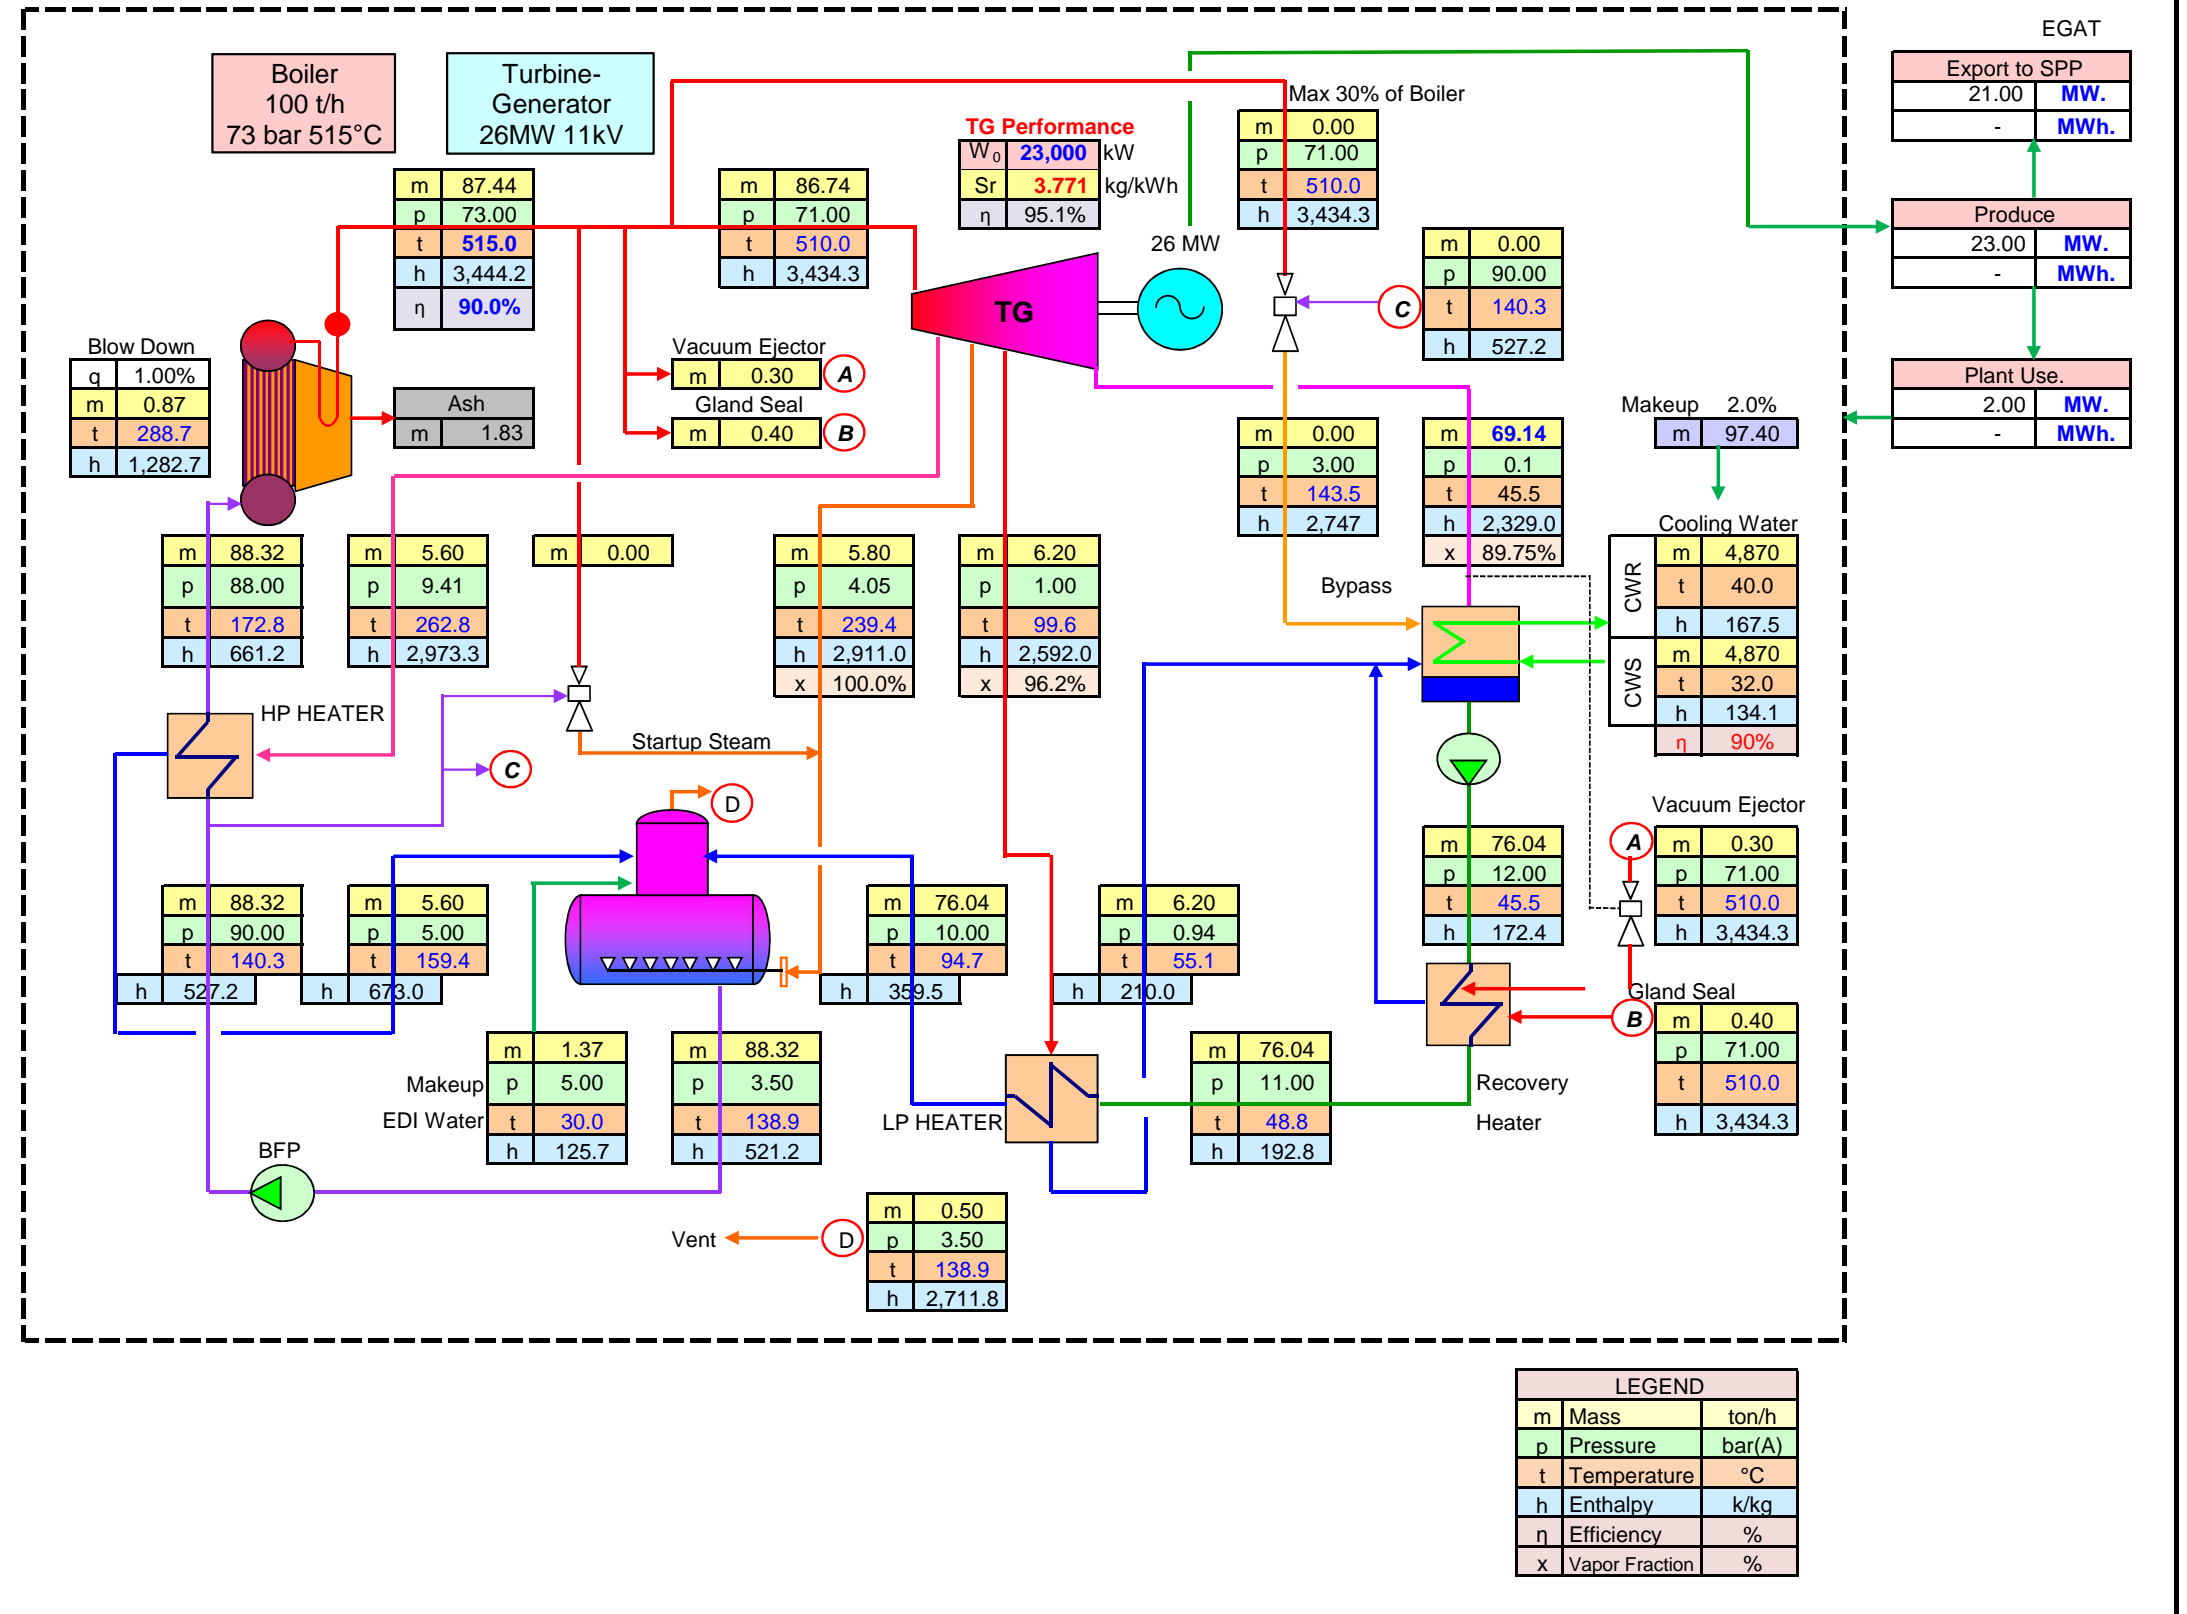 EGAT
Boiler
100 t/h
73 bar 515°C
Turbine-
Generator
26MW 11kV
Export to SPP
21.00 MW.
- MWh.
Max 30% of Boiler
m 0.00
p 71.00
t 510.0
h 3,434.3
TG Performance
W0 23,000 kW
Sr 3.771 kg/kWh
η 95.1%
m 87.44
p 73.00
t 515.0
h 3,444.2
η 90.0%
m 86.74
p 71.00
t 510.0
h 3,434.3
Produce
23.00 MW.
- MWh.
26 MW
TG
m 0.00
p 90.00
t 140.3
h 527.2
C
Blow Down
q 1.00%
m 0.87
t 288.7
h 1,282.7
Vacuum Ejector
m 0.30 A
Gland Seal
m 0.40 B
Ash
m 1.83
Plant Use.
2.00 MW.
- MWh.
Makeup 2.0%
m 97.40
m 0.00
p 3.00
t 143.5
h 2,747
m 69.14
p 0.1
t 45.5
h 2,329.0
x 89.75%
Cooling Water
CWR
m 4,870
t 40.0
h 167.5
CWS
m 4,870
t 32.0
h 134.1
η 90%
m 88.32
p 88.00
t 172.8
h 661.2
m 5.60
p 9.41
t 262.8
h 2,973.3
m 0.00
m 5.80
p 4.05
t 239.4
h 2,911.0
x 100.0%
m 6.20
p 1.00
t 99.6
h 2,592.0
x 96.2%
Bypass
HP HEATER
Startup Steam
C
D
Vacuum Ejector
A
m 0.30
p 71.00
t 510.0
h 3,434.3
m 76.04
p 12.00
t 45.5
h 172.4
m 88.32
p 90.00
t 140.3
h 527.2
m 5.60
p 5.00
t 159.4
h 673.0
m 76.04
p 10.00
t 94.7
h 359.5
m 6.20
p 0.94
t 55.1
h 210.0
Gland Seal
B
m 0.40
p 71.00
t 510.0
h 3,434.3
Makeup
EDI Water
m 1.37
p 5.00
t 30.0
h 125.7
m 88.32
p 3.50
t 138.9
h 521.2
LP HEATER
m 76.04
p 11.00
t 48.8
h 192.8
Recovery
Heater
BFP
Vent
D
m 0.50
p 3.50
t 138.9
h 2,711.8
LEGEND
m Mass ton/h
p Pressure bar(A)
t Temperature °C
h Enthalpy k/kg
η Efficiency %
x Vapor Fraction %